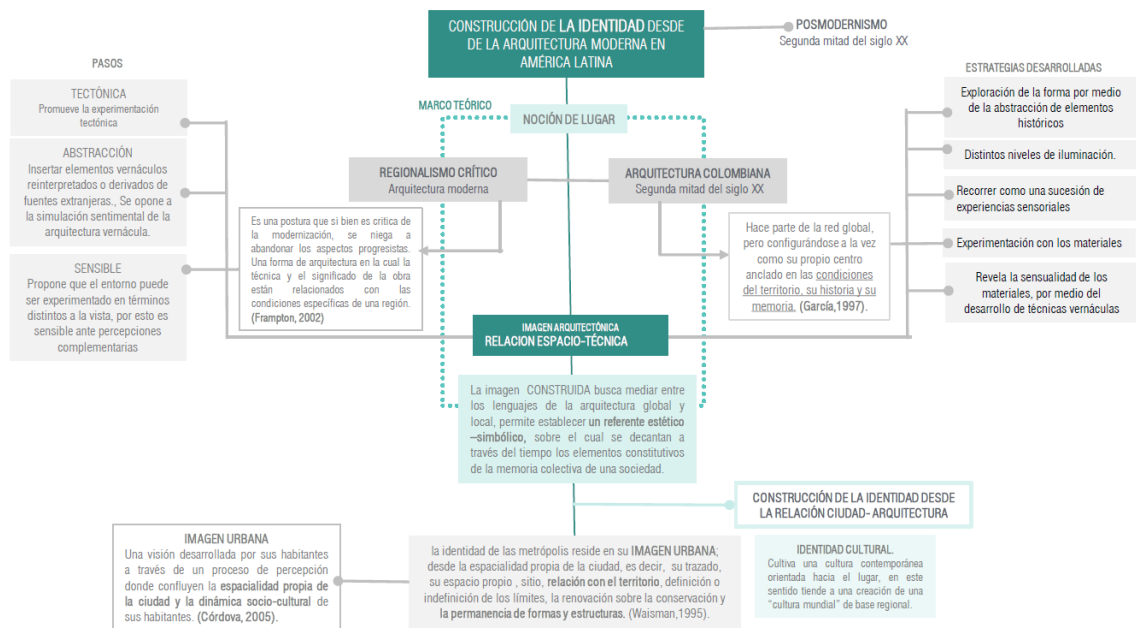 CONSTRUCCIÓN DE LA IDENTIDAD DESDE
DE LA ARQUITECTURA MODERNA EN
AMÉRICA LATINA
POSMODERNISMO
Segunda mitad del siglo XX
PASOS
TECTÓNICA
Promueve la experimentación
tectónica
ABSTRACCIÓN
Insertar elementos vernáculos
reinterpretados o derivados de
fuentes extranjeras., Se opone a
a la simulación sentimental de la
arquitectura vernácula.
SENSIBLE
Propone que el entorno puede
ser experimentado en términos
distintos a la vista, por esto es
sensible ante percepciones
complementarias
MARCO TEÓRICO
NOCIÓN DE LUGAR
REGIONALISMO CRÍTICO
Arquitectura moderna
ARQUITECTURA COLOMBIANA
Segunda mitad del siglo XX
Es una postura que si bien es critica de
la modernización, se niega a
abandonar los aspectos progresistas.
Una forma de arquitectura en la cual la
técnica y el significado de la obra
están relacionados con las
condiciones específicas de una región.
(Frampton, 2002)
Hace parte de la red global,
pero configurándose a la vez
como su propio centro
anclado en las condiciones
del territorio, su historia y su
memoria. (García,1997).
ESTRATEGIAS DESARROLLADAS
Exploración de la forma por medio
de la abstracción de elementos
históricos
Distintos niveles de iluminación.
Recorrer como una sucesión de
experiencias sensoriales
Experimentación con los materiales
Revela la sensualidad de los
materiales, por medio del
desarrollo de técnicas vernáculas
IMAGEN ARQUITECTÓNICA
RELACION ESPACIO-TÉCNICA
La imagen CONSTRUIDA busca mediar entre
los lenguajes de la arquitectura global y
local, permite establecer un referente estético
–simbólico, sobre el cual se decantan a
través del tiempo los elementos constitutivos
de la memoria colectiva de una sociedad.
CONSTRUCCIÓN DE LA IDENTIDAD DESDE
LA RELACIÓN CIUDAD- ARQUITECTURA
IMAGEN URBANA
Una visión desarrollada por sus habitantes
a través de un proceso de percepción
donde confluyen la espacialidad propia de
la ciudad y la dinámica socio-cultural de
sus habitantes. (Córdova, 2005).
la identidad de las metrópolis reside en su IMAGEN URBANA;
desde la espacialidad propia de la ciudad, es decir, su trazado,
su espacio propio , sitio, relación con el territorio, definición o
indefinición de los límites, la renovación sobre la conservación y
la permanencia de formas y estructuras. (Waisman,1995).
IDENTIDAD CULTURAL.
Cultiva una cultura contemporánea
orientada hacia el lugar, en este
sentido tiende a una creación de una
“cultura mundial” de base regional.